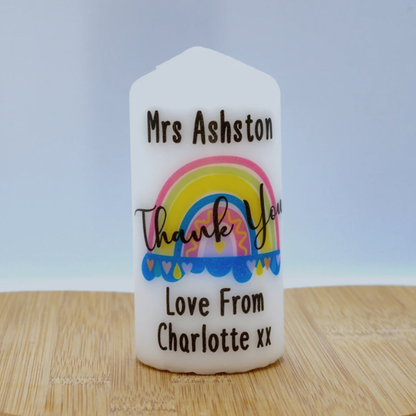 Mrs Ashston
Thank You
Love From
Charlotte xx